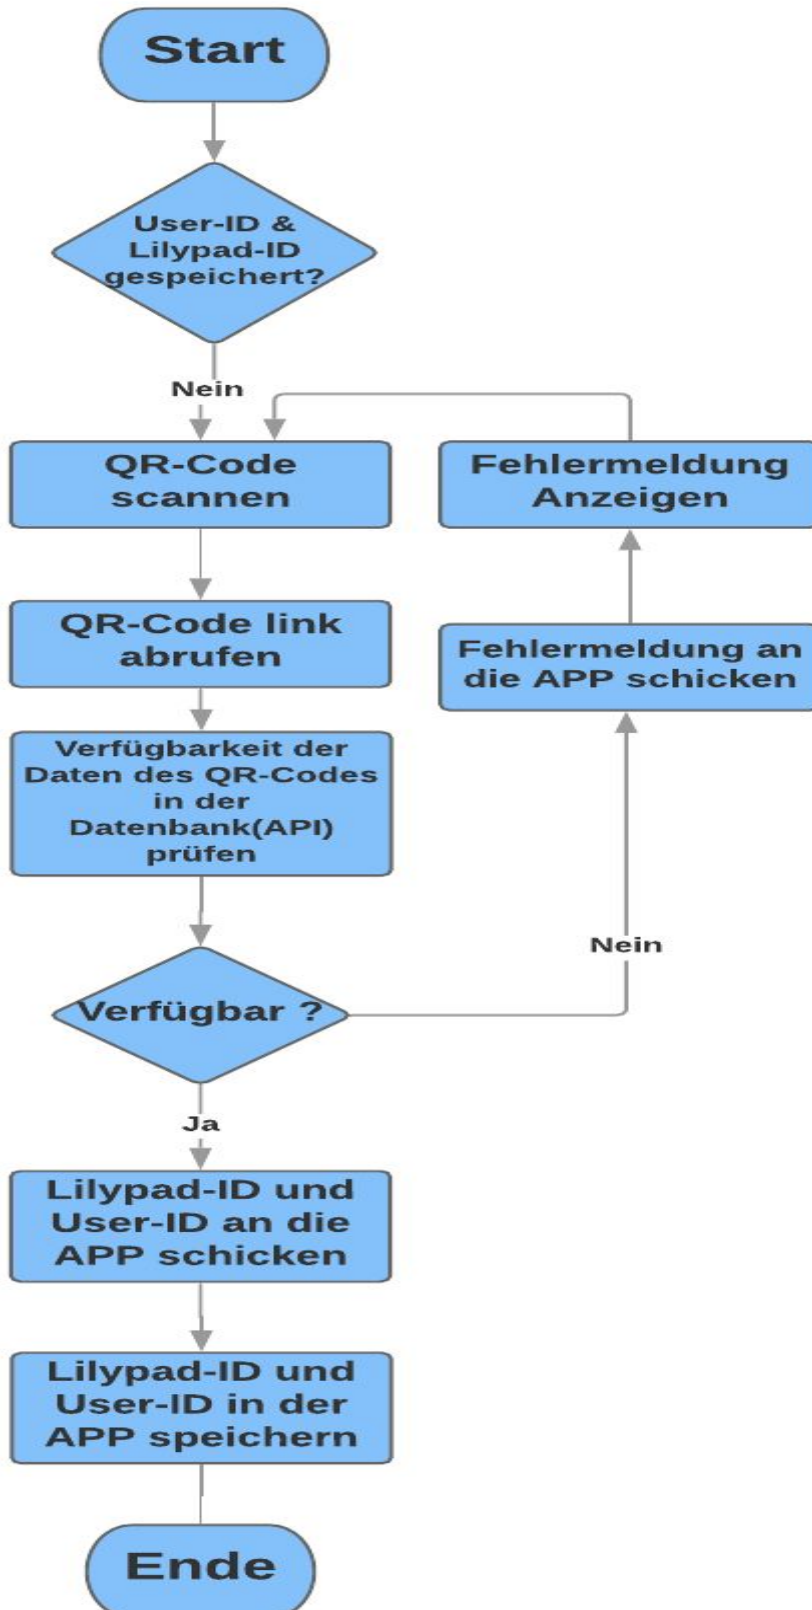 Start
User-ID &
Lilypad-ID
gespeichert?
Nein
QR-Code
scannen
Fehlermeldung
Anzeigen
QR-Code link
abrufen
Fehlermeldung an
die APP schicken
Verfügbarkeit der
Daten des QR-Codes
in der
Datenbank(API)
prüfen
Nein
Verfügbar ?
Ja
Lilypad-ID und
User-ID an die
APP schicken
Lilypad-ID und
User-ID in der
APP speichern
Ende